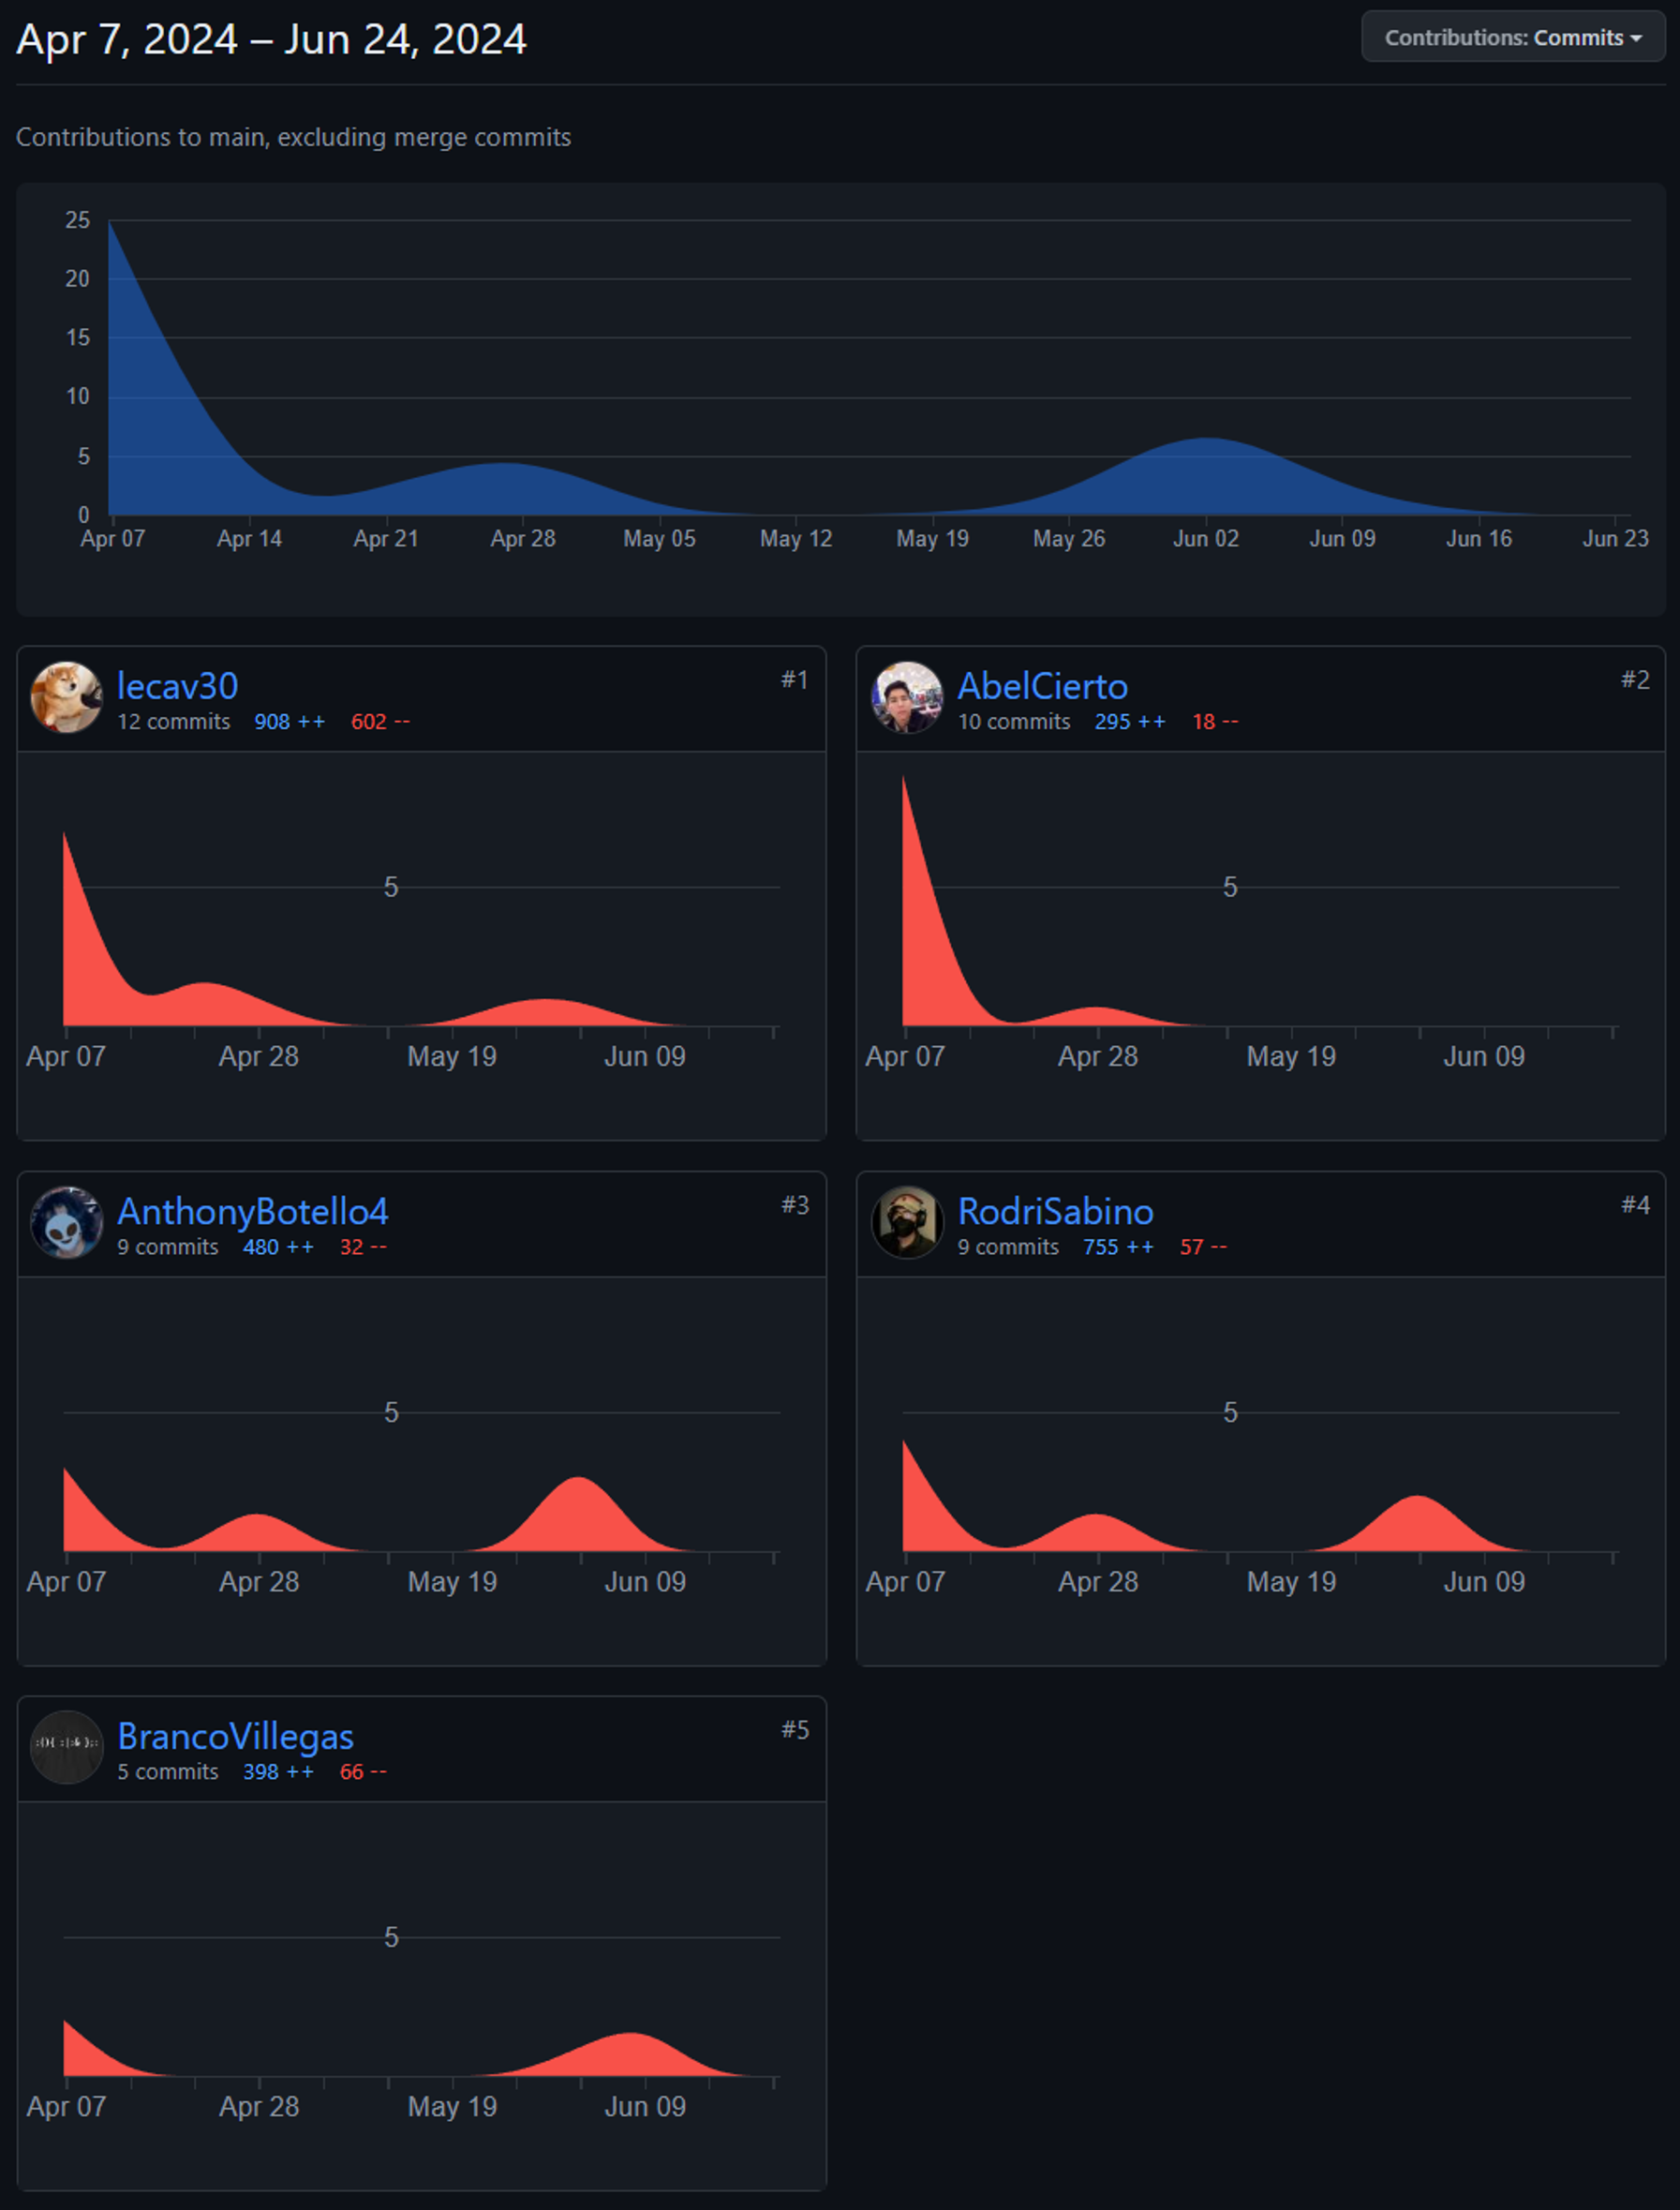 Apr 7, 2024 – Jun 24, 2024
Contributions: Commits
Contributions to main, excluding merge commits
25
20
15
10
5
0
Apr 07 Apr 14 Apr 21 Apr 28 May 05 May 12 May 19 May 26 Jun 02 Jun 09 Jun 16 Jun 23
lecav30 #1
12 commits 908 ++ 602 --
5
Apr 07 Apr 28 May 19 Jun 09
AbelCierto #2
10 commits 295 ++ 18 --
5
Apr 07 Apr 28 May 19 Jun 09
AnthonyBotello4 #3
9 commits 480 ++ 32 --
5
Apr 07 Apr 28 May 19 Jun 09
RodriSabino #4
9 commits 755 ++ 57 --
5
Apr 07 Apr 28 May 19 Jun 09
BrancoVillegas #5
5 commits 398 ++ 66 --
5
Apr 07 Apr 28 May 19 Jun 09